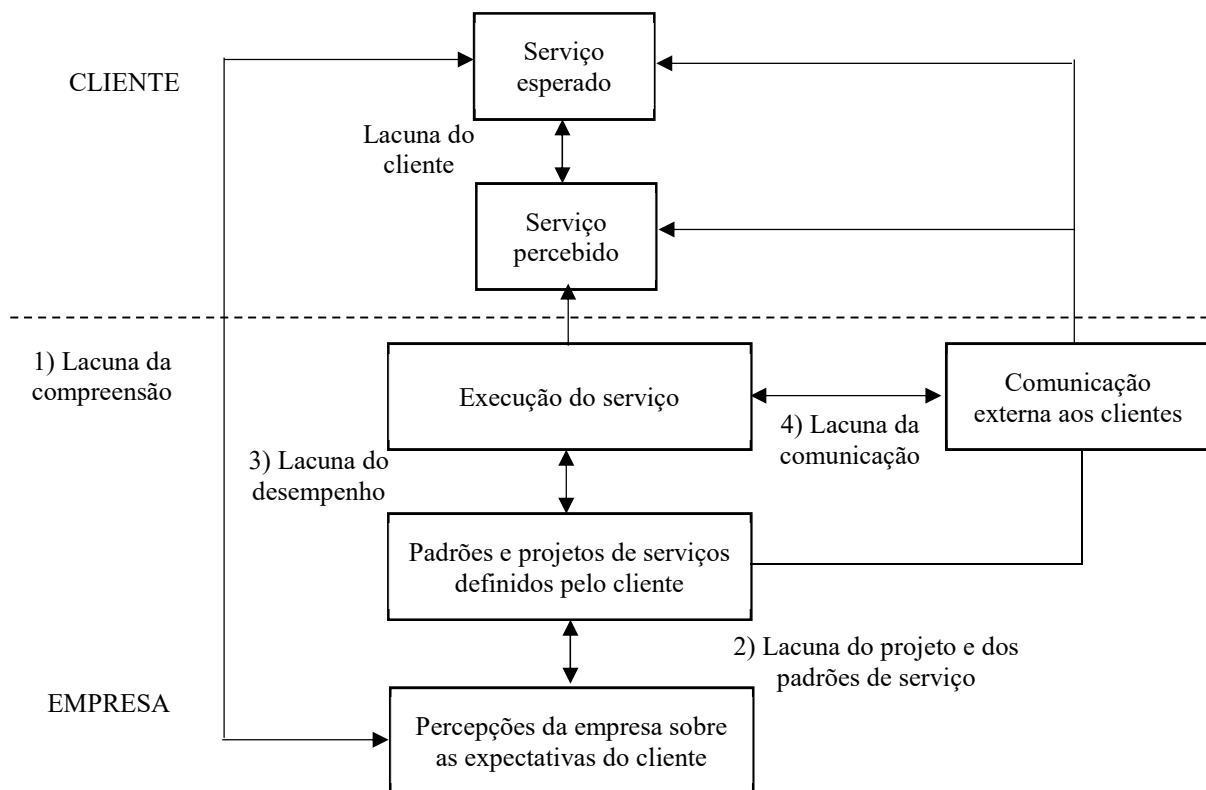 Serviço
esperado
CLIENTE
Lacuna do
cliente
Serviço
percebido
1) Lacuna da
compreensão
Execução do serviço
Comunicação
externa aos clientes
4) Lacuna da
comunicação
3) Lacuna do
desempenho
Padrões e projetos de serviços
definidos pelo cliente
2) Lacuna do projeto e dos
padrões de serviço
EMPRESA
Percepções da empresa sobre
as expectativas do cliente